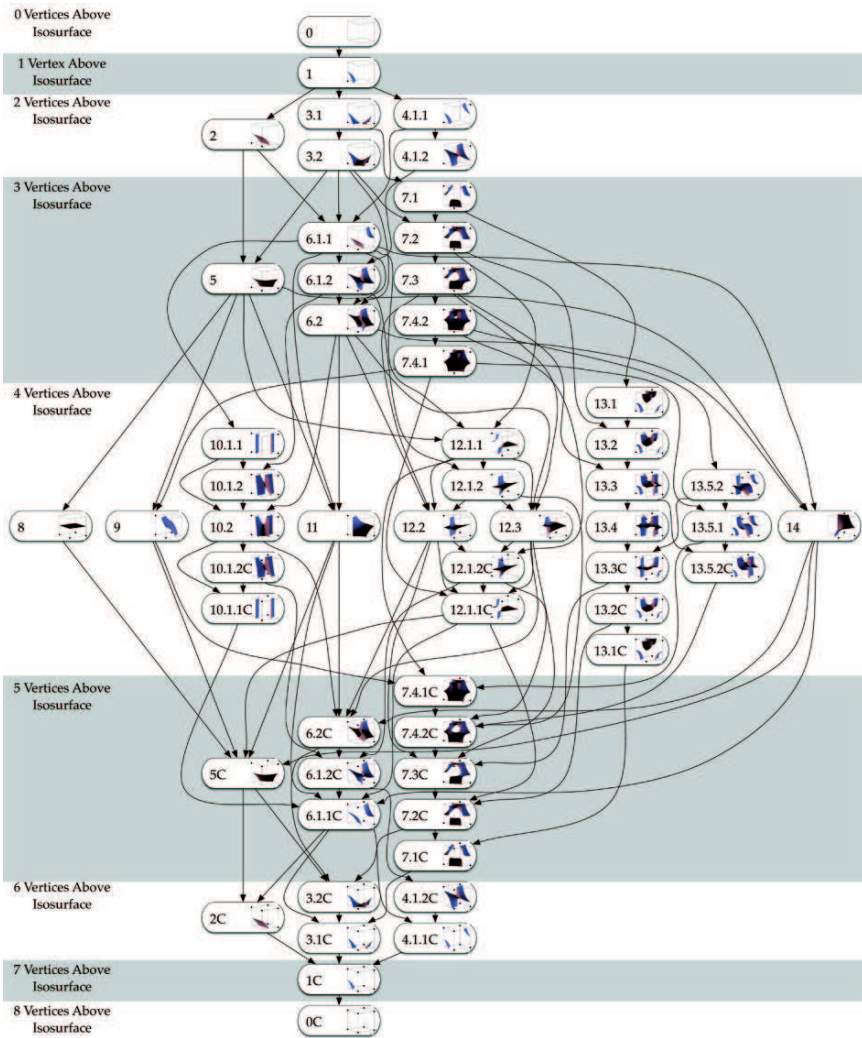 0 Vertices Above
Isosurface
0
1 Vertex Above
Isosurface
1
2 Vertices Above
Isosurface
3.1
4.1.1
2
3.2
4.1.2
3 Vertices Above
Isosurface
7.1
6.1.1
7.2
5
6.1.2
7.3
6.2
7.4.2
7.4.1
4 Vertices Above
Isosurface
13.1
10.1.1
12.1.1
13.2
10.1.2
12.1.2
13.3
13.5.2
8
9
10.2
11
12.2
12.3
13.4
13.5.1
14
10.1.2C
12.1.2C
13.3C
13.5.2C
10.1.1C
12.1.1C
13.2C
13.1C
5 Vertices Above
Isosurface
7.4.1C
6.2C
7.4.2C
5C
6.1.2C
7.3C
6.1.1C
7.2C
7.1C
6 Vertices Above
Isosurface
3.2C
4.1.2C
2C
3.1C
4.1.1C
7 Vertices Above
Isosurface
1C
8 Vertices Above
Isosurface
0C